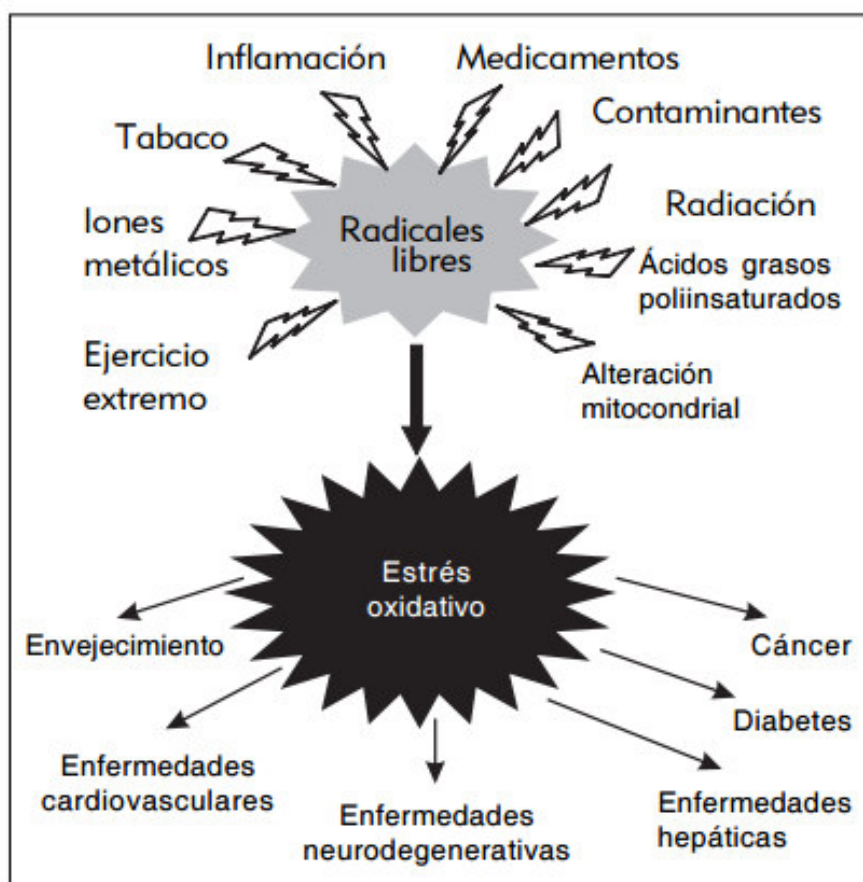 Inflamación
Medicamentos
Tabaco
Contaminantes
Iones
metálicos
Radicales
libres
Radiación
Ácidos grasos
poliinsaturados
Ejercicio
extremo
Alteración
mitocondrial
Estrés
oxidativo
Envejecimiento
Cáncer
Diabetes
Enfermedades
cardiovasculares
Enfermedades
neurodegenerativas
Enfermedades
hepáticas